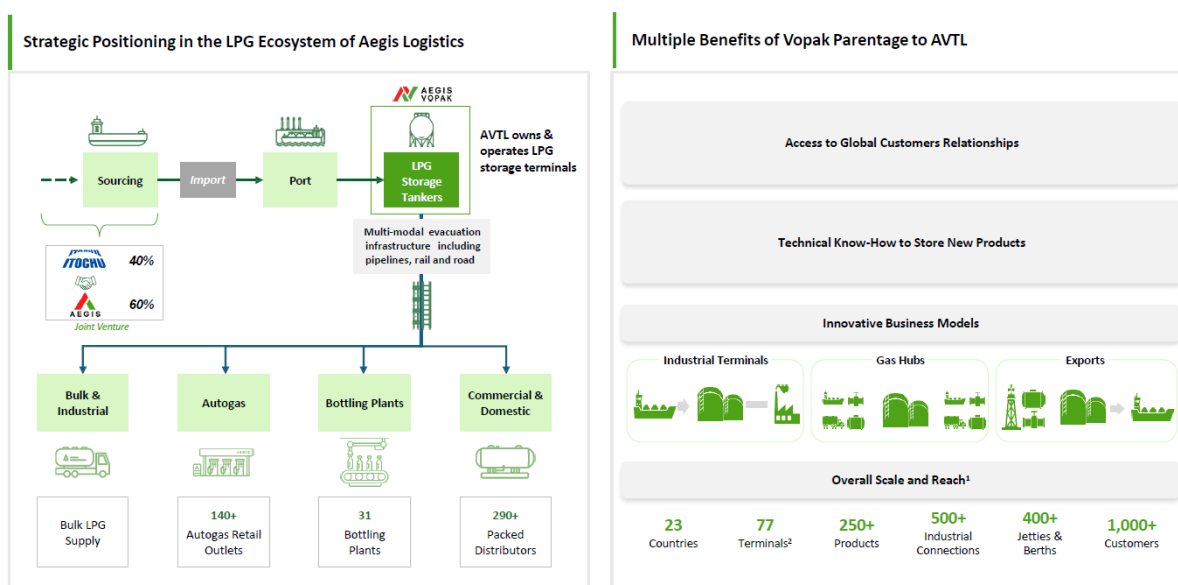 Strategic Positioning in the LPG Ecosystem of Aegis Logistics
AEGIS
VOPAK
AVTL owns &
operates LPG
storage terminals
Sourcing
Import
Port
LPG
Storage
Tankers
Multi-modal evacuation
infrastructure including
pipelines, rail and road
ITOCHU
40%
AEGIS
60%
Joint Venture
Bulk &
Industrial
Autogas
Bottling Plants
Commercial &
Domestic
Bulk LPG
Supply
140+
Autogas Retail
Outlets
31
Bottling
Plants
290+
Packed
Distributors
Multiple Benefits of Vopak Parentage to AVTL
Access to Global Customers Relationships
Technical Know-How to Store New Products
Innovative Business Models
Industrial Terminals
Gas Hubs
Exports
Overall Scale and Reach¹
23
Countries
77
Terminals²
250+
Products
500+
Industrial
Connections
400+
Jetties &
Berths
1,000+
Customers